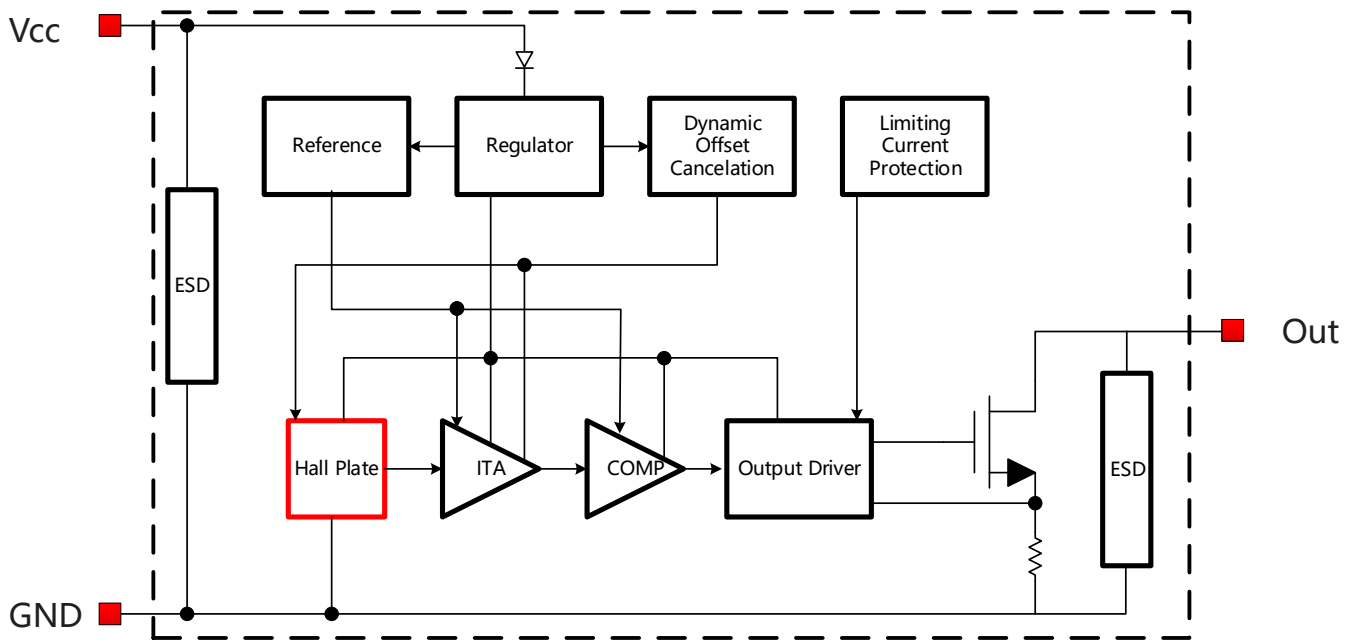 Vcc
Reference
Regulator
Dynamic
Offset
Cancelation
Limiting
Current
Protection
ESD
Out
Hall Plate
ITA
COMP
Output Driver
ESD
GND